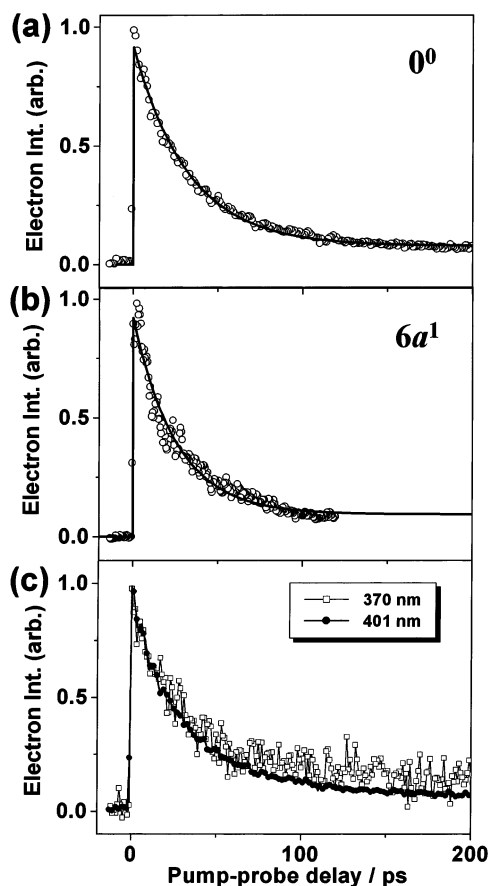 (a)
1.0
0⁰
0.5
0.0
Electron Int. (arb.)
(b)
1.0
6a¹
0.5
0.0
Electron Int. (arb.)
(c)
1.0
370 nm
401 nm
0.5
0.0
Electron Int. (arb.)
0
100
200
Pump-probe delay / ps